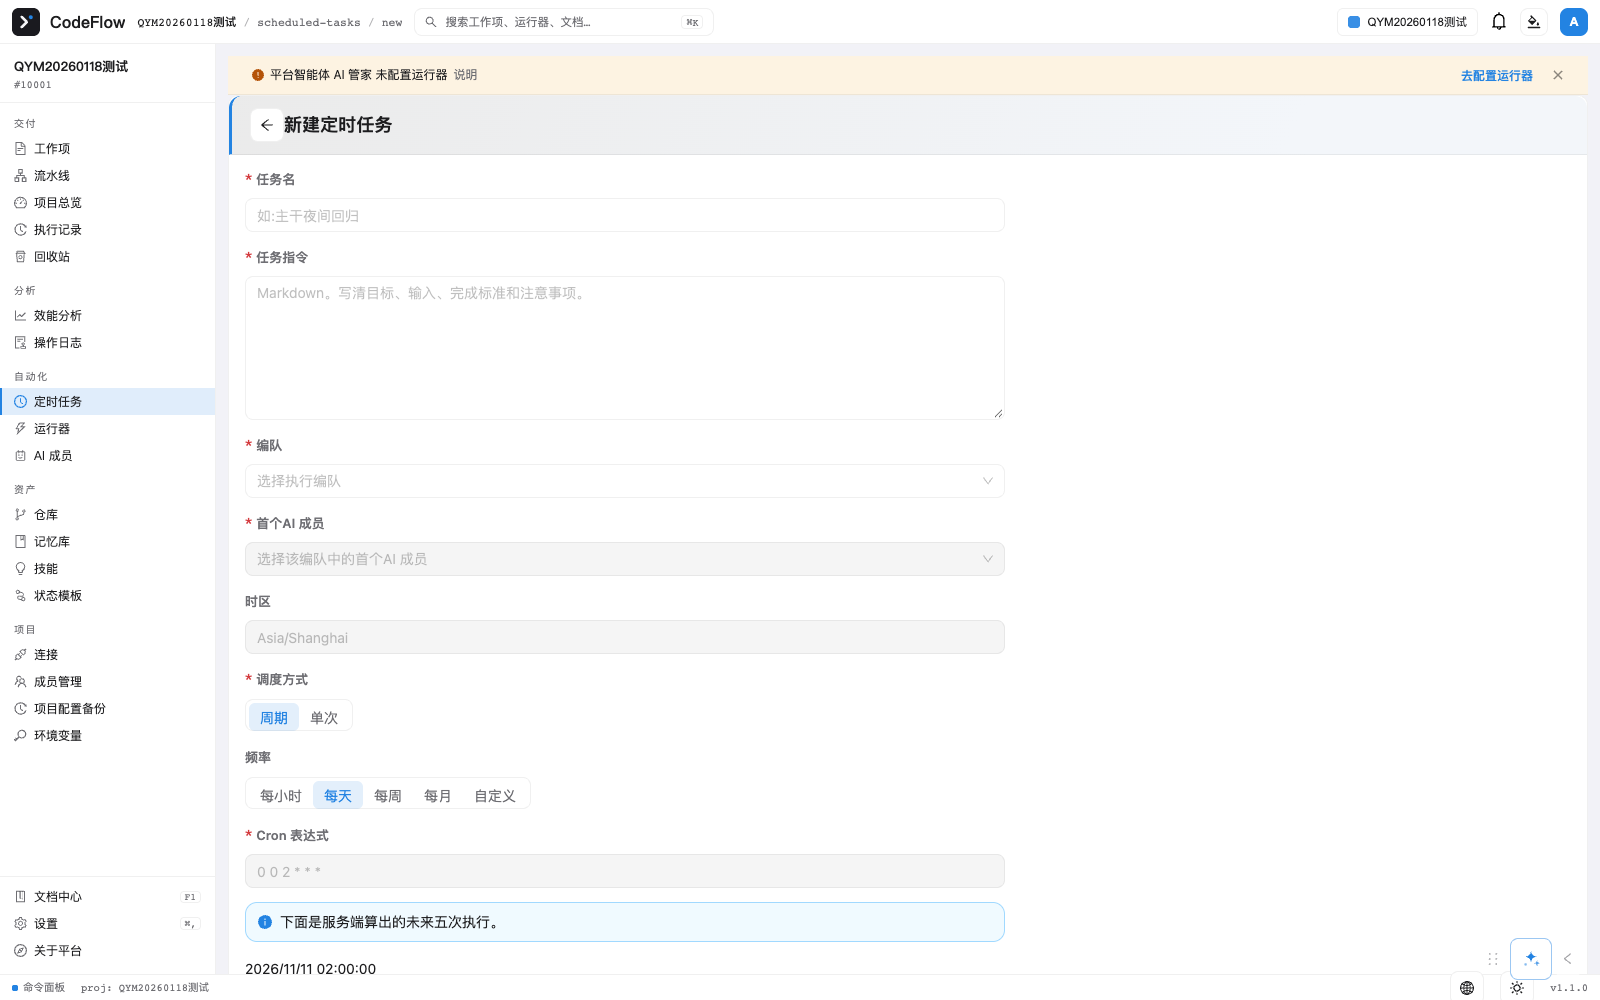 CodeFlow QYM20260118测试 / scheduled-tasks / new 搜索工作项、运行器、文档... ⌘K QYM20260118测试 A
QYM20260118测试
#10001
交付
工作项
流水线
项目总览
执行记录
回收站
分析
效能分析
操作日志
自动化
定时任务
运行器
AI 成员
资产
仓库
记忆库
技能
状态模板
项目
连接
成员管理
项目配置备份
环境变量
文档中心 F1
设置 ⌘,
关于平台
平台智能体 AI 管家 未配置运行器 说明 去配置运行器
新建定时任务
* 任务名
如:主干夜间回归
* 任务指令
Markdown。写清目标、输入、完成标准和注意事项。
* 编队
选择执行编队
* 首个AI 成员
选择该编队中的首个AI 成员
时区
Asia/Shanghai
* 调度方式
周期 单次
频率
每小时 每天 每周 每月 自定义
* Cron 表达式
0 0 2 * * *
下面是服务端算出的未来五次执行。
2026/11/11 02:00:00
命令面板 proj: QYM20260118测试 v1.1.0